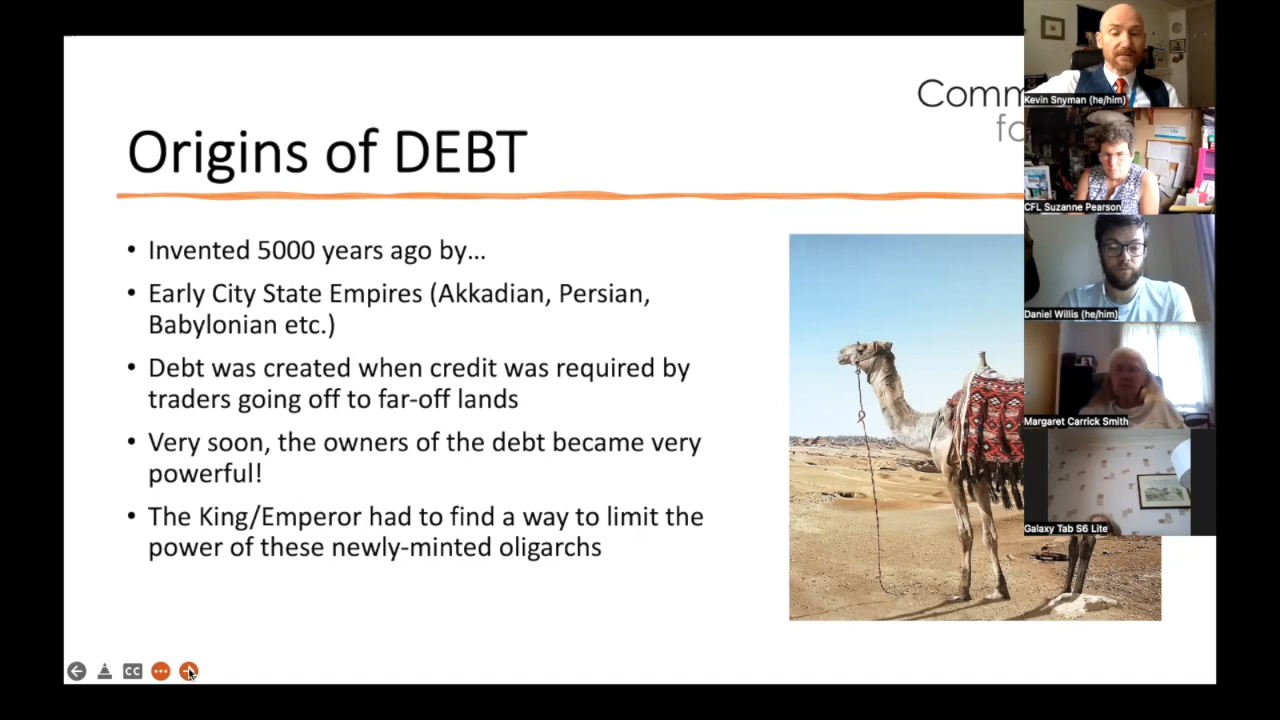 Comm
fo
Origins of DEBT
• Invented 5000 years ago by…
• Early City State Empires (Akkadian, Persian,
Babylonian etc.)
• Debt was created when credit was required by
traders going off to far-off lands
• Very soon, the owners of the debt became very
powerful!
• The King/Emperor had to find a way to limit the
power of these newly-minted oligarchs
CC
Kevin Snyman (he/him)
CFL Suzanne Pearson
Daniel Willis (he/him)
Margaret Carrick Smith
Galaxy Tab S6 Lite